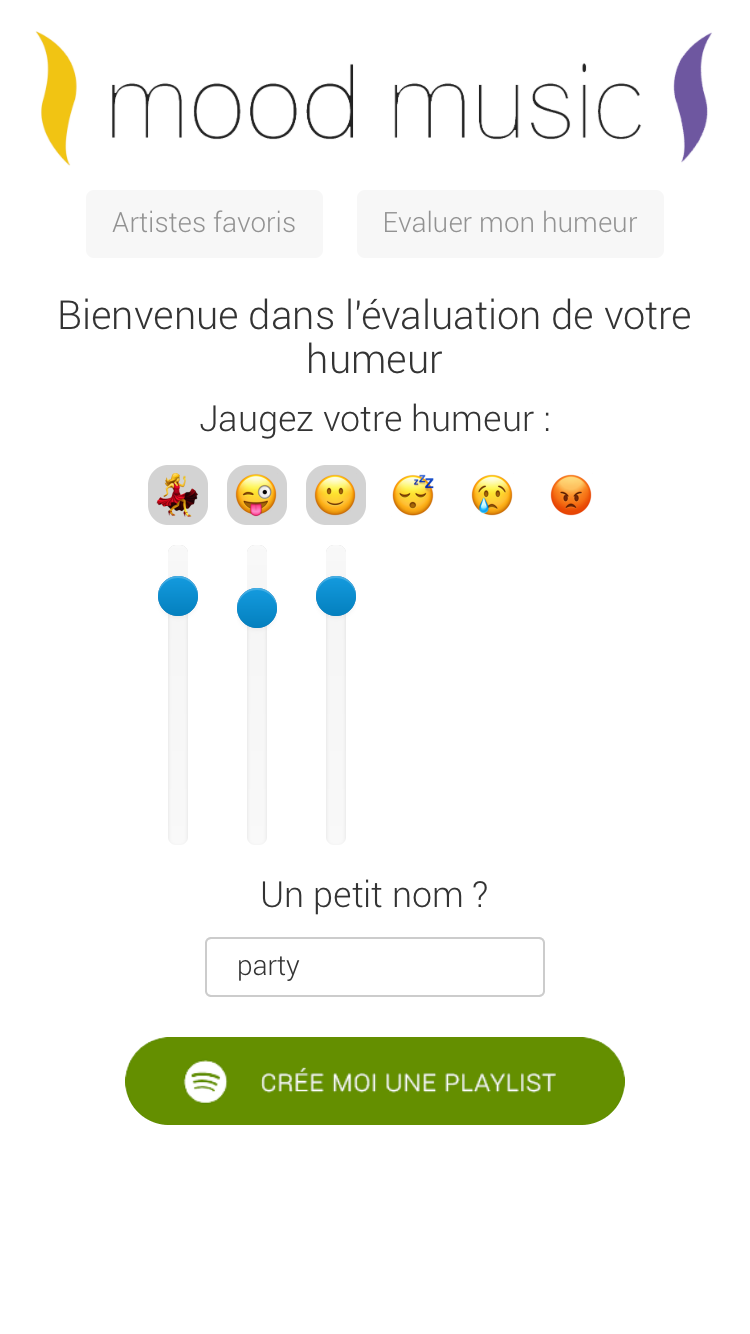 mood music
Artistes favoris Evaluer mon humeur
Bienvenue dans l'évaluation de votre
humeur
Jaugez votre humeur :
Un petit nom ?
party
CRÉE MOI UNE PLAYLIST